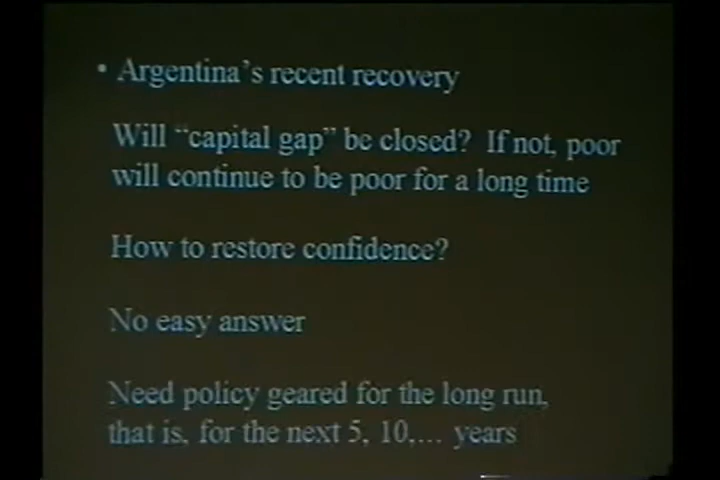 • Argentina's recent recovery
Will "capital gap" be closed? If not, poor
will continue to be poor for a long time
How to restore confidence?
No easy answer
Need policy geared for the long run,
that is, for the next 5, 10,... years